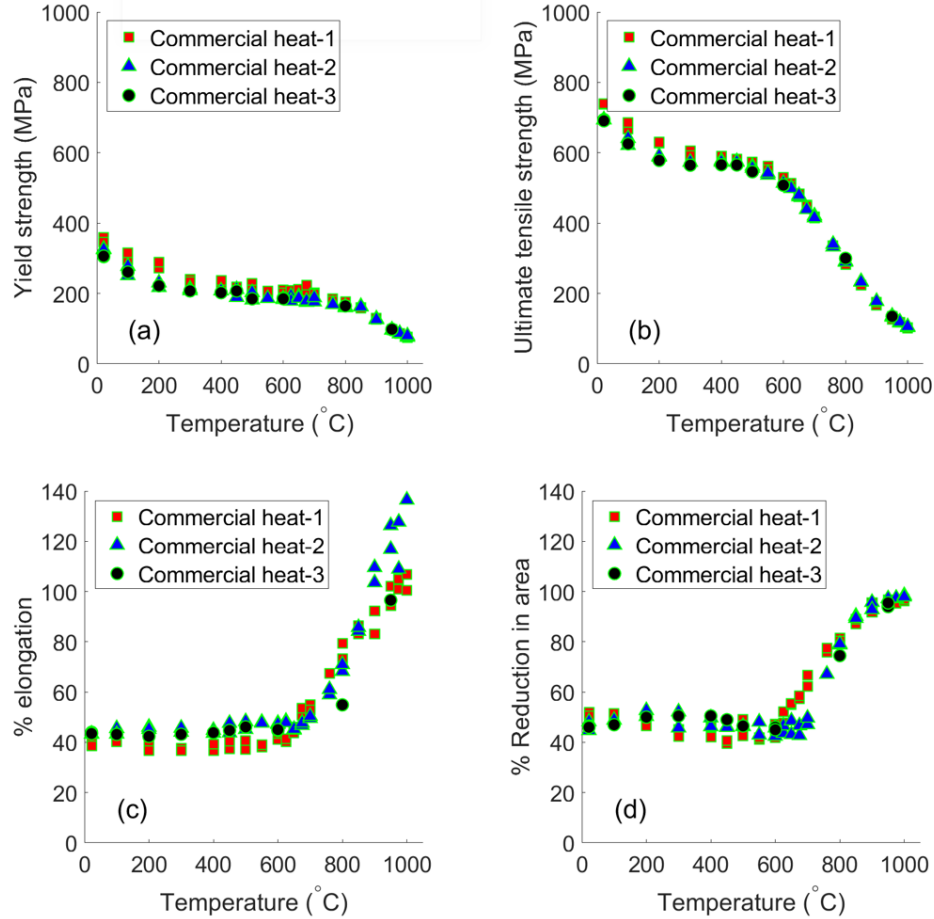 1000
800
600
400
200
0
Yield strength (MPa)
Commercial heat-1
Commercial heat-2
Commercial heat-3
(a)
0 200 400 600 800 1000
Temperature (°C)
1000
800
600
400
200
0
Ultimate tensile strength (MPa)
Commercial heat-1
Commercial heat-2
Commercial heat-3
(b)
0 200 400 600 800 1000
Temperature (°C)
140
120
100
80
60
40
20
0
% elongation
Commercial heat-1
Commercial heat-2
Commercial heat-3
(c)
0 200 400 600 800 1000
Temperature (°C)
140
120
100
80
60
40
20
0
% Reduction in area
Commercial heat-1
Commercial heat-2
Commercial heat-3
(d)
0 200 400 600 800 1000
Temperature (°C)